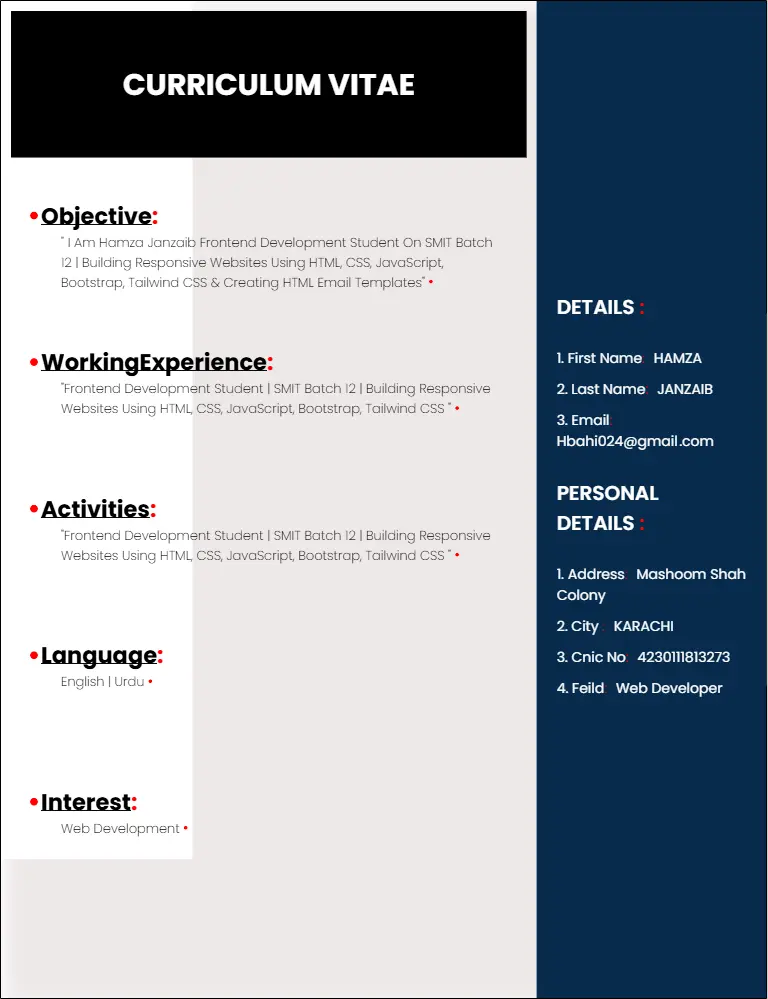 CURRICULUM VITAE
•Objective:
" I Am Hamza Janzaib Frontend Development Student On SMIT Batch
12 | Building Responsive Websites Using HTML, CSS, JavaScript,
Bootstrap, Tailwind CSS & Creating HTML Email Templates" •
•WorkingExperience:
"Frontend Development Student | SMIT Batch 12 | Building Responsive
Websites Using HTML, CSS, JavaScript, Bootstrap, Tailwind CSS " •
•Activities:
"Frontend Development Student | SMIT Batch 12 | Building Responsive
Websites Using HTML, CSS, JavaScript, Bootstrap, Tailwind CSS " •
•Language:
English | Urdu •
•Interest:
Web Development •
DETAILS :
1. First Name: HAMZA
2. Last Name: JANZAIB
3. Email:
Hbahi024@gmail.com
PERSONAL
DETAILS :
1. Address: Mashoom Shah
Colony
2. City : KARACHI
3. Cnic No: 4230111813273
4. Feild: Web Developer